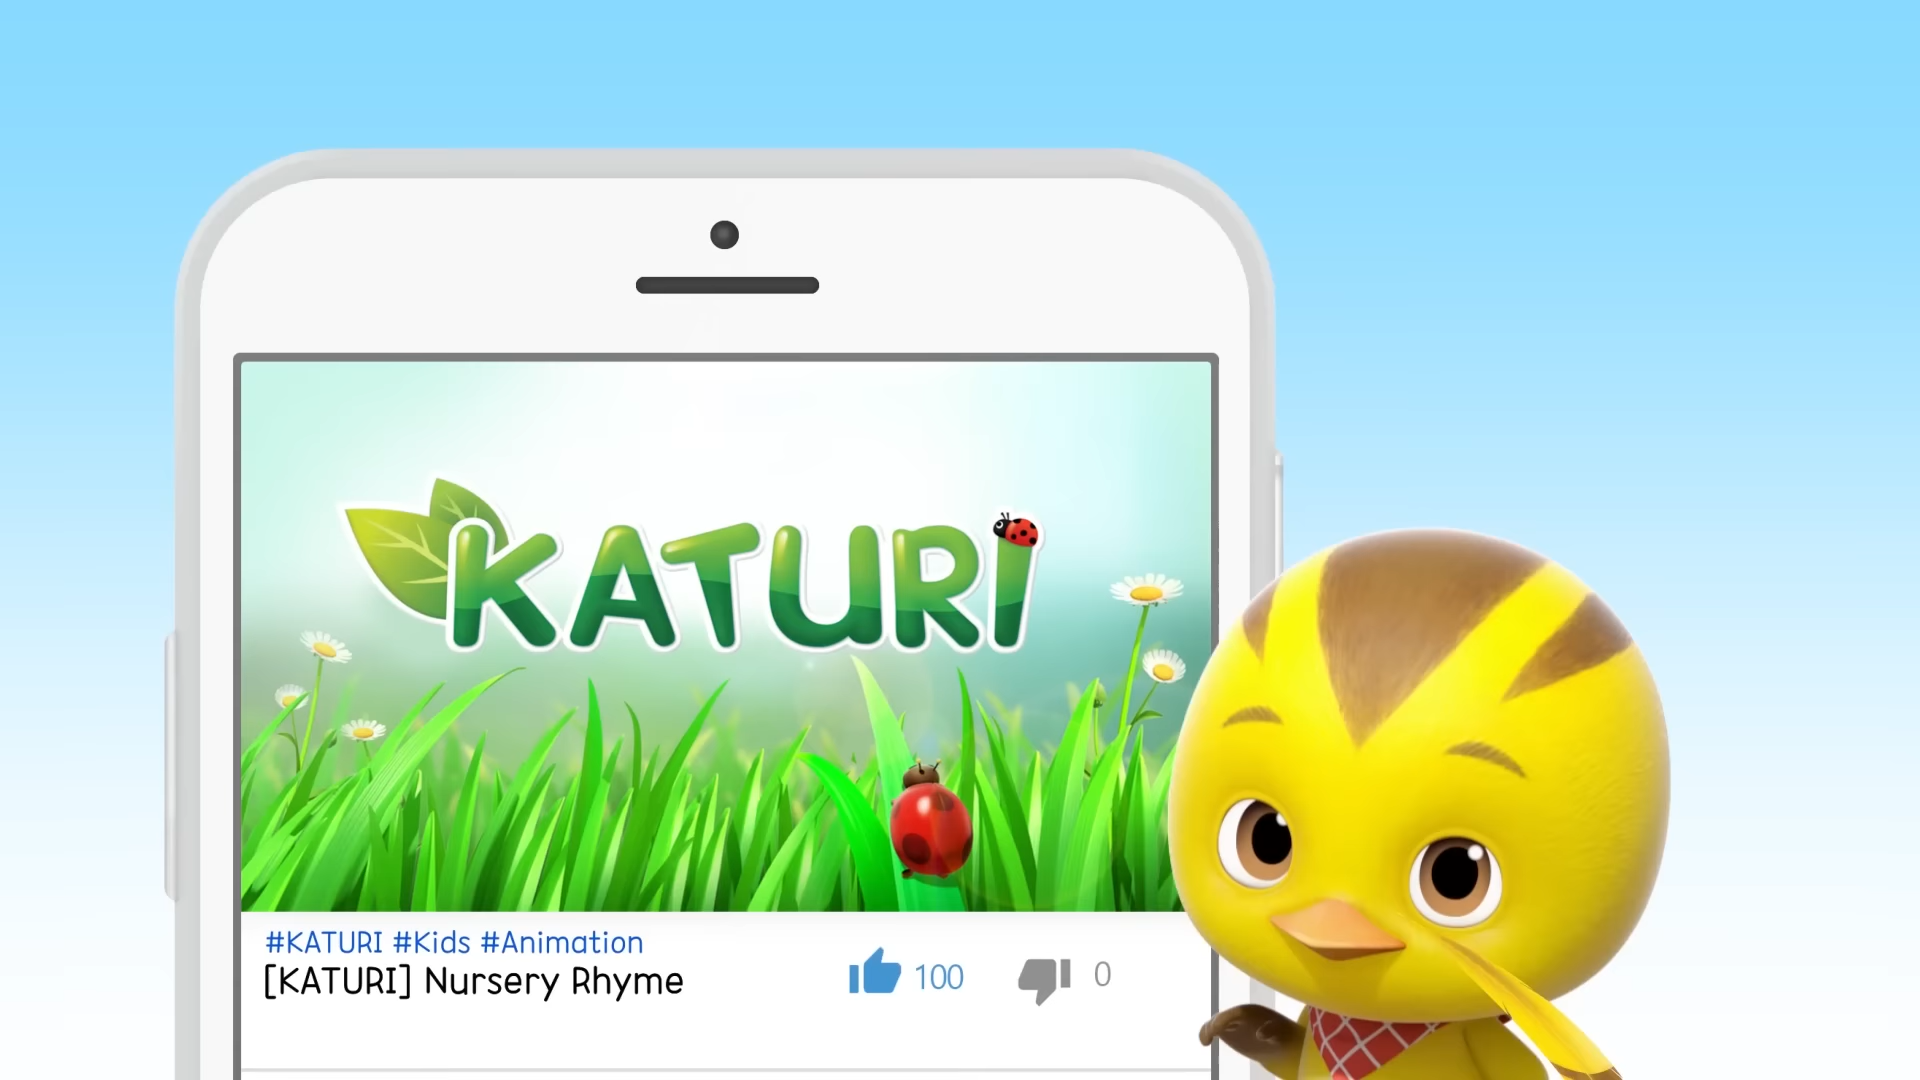 KATURI
#KATURI #Kids #Animation
[KATURI] Nursery Rhyme
100
0